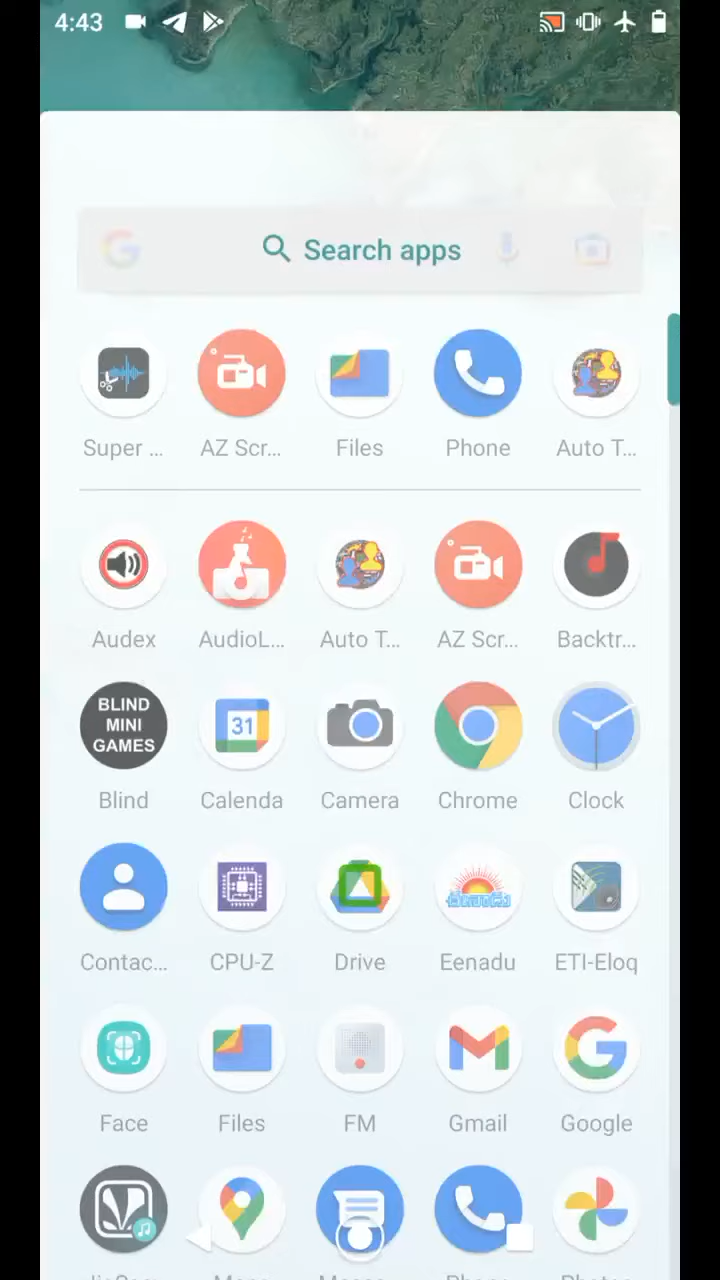 4:43
Search apps
Super ...
AZ Scr...
Files
Phone
Auto T...
Audex
AudioL...
Auto T...
AZ Scr...
Backtr...
BLIND
MINI
GAMES
31
Blind
Calenda
Camera
Chrome
Clock
Contac...
CPU-Z
Drive
Eenadu
ETI-Eloq
Face
Files
FM
Gmail
Google